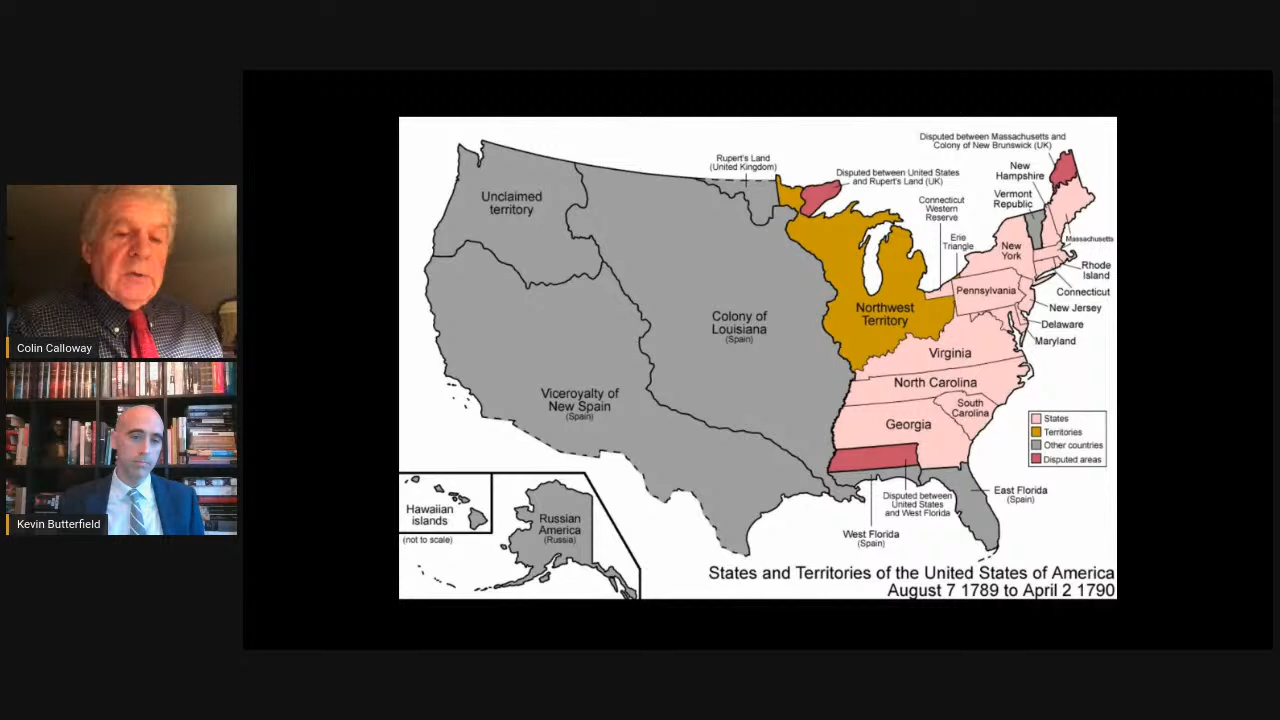 Colin Calloway
Kevin Butterfield
Disputed between Massachusetts and
Colony of New Brunswick (UK)
Rupert's Land
(United Kingdom)
Disputed between United States
and Rupert's Land (UK)
New
Hampshire
Vermont
Republic
Unclaimed
territory
Connecticut
Western
Reserve
Erie
Triangle
New
York
Massachusetts
Rhode
Island
Pennsylvania
Connecticut
New Jersey
Northwest
Territory
Colony of
Louisiana
(Spain)
Delaware
Maryland
Virginia
North Carolina
South
Carolina
Georgia
Viceroyalty of
New Spain
(Spain)
States
Territories
Other countries
Disputed areas
East Florida
(Spain)
Disputed between
United States
and West Florida
West Florida
(Spain)
Hawaiian
islands
(not to scale)
Russian
America
(Russia)
States and Territories of the United States of America
August 7 1789 to April 2 1790